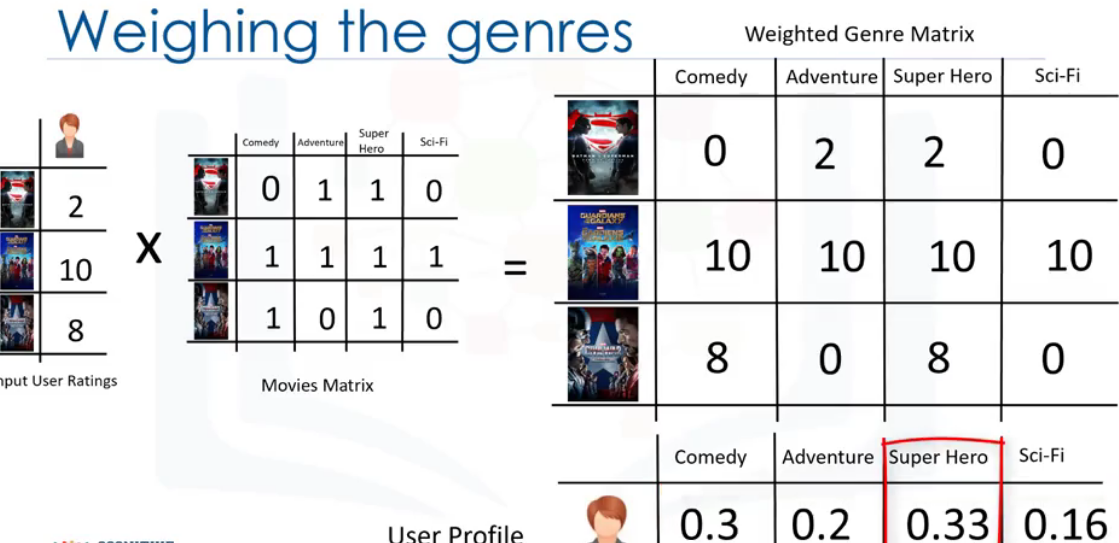 Weighing the genres
Weighted Genre Matrix
Comedy Adventure Super Hero Sci-Fi
0 2 2 0
10 10 10 10
8 0 8 0
Comedy Adventure Super Hero Sci-Fi
0 1 1 0
1 1 1 1
1 0 1 0
2
10
8
X
=
nput User Ratings
Movies Matrix
Comedy Adventure Super Hero Sci-Fi
User Profile
0.3 0.2 0.33 0.16